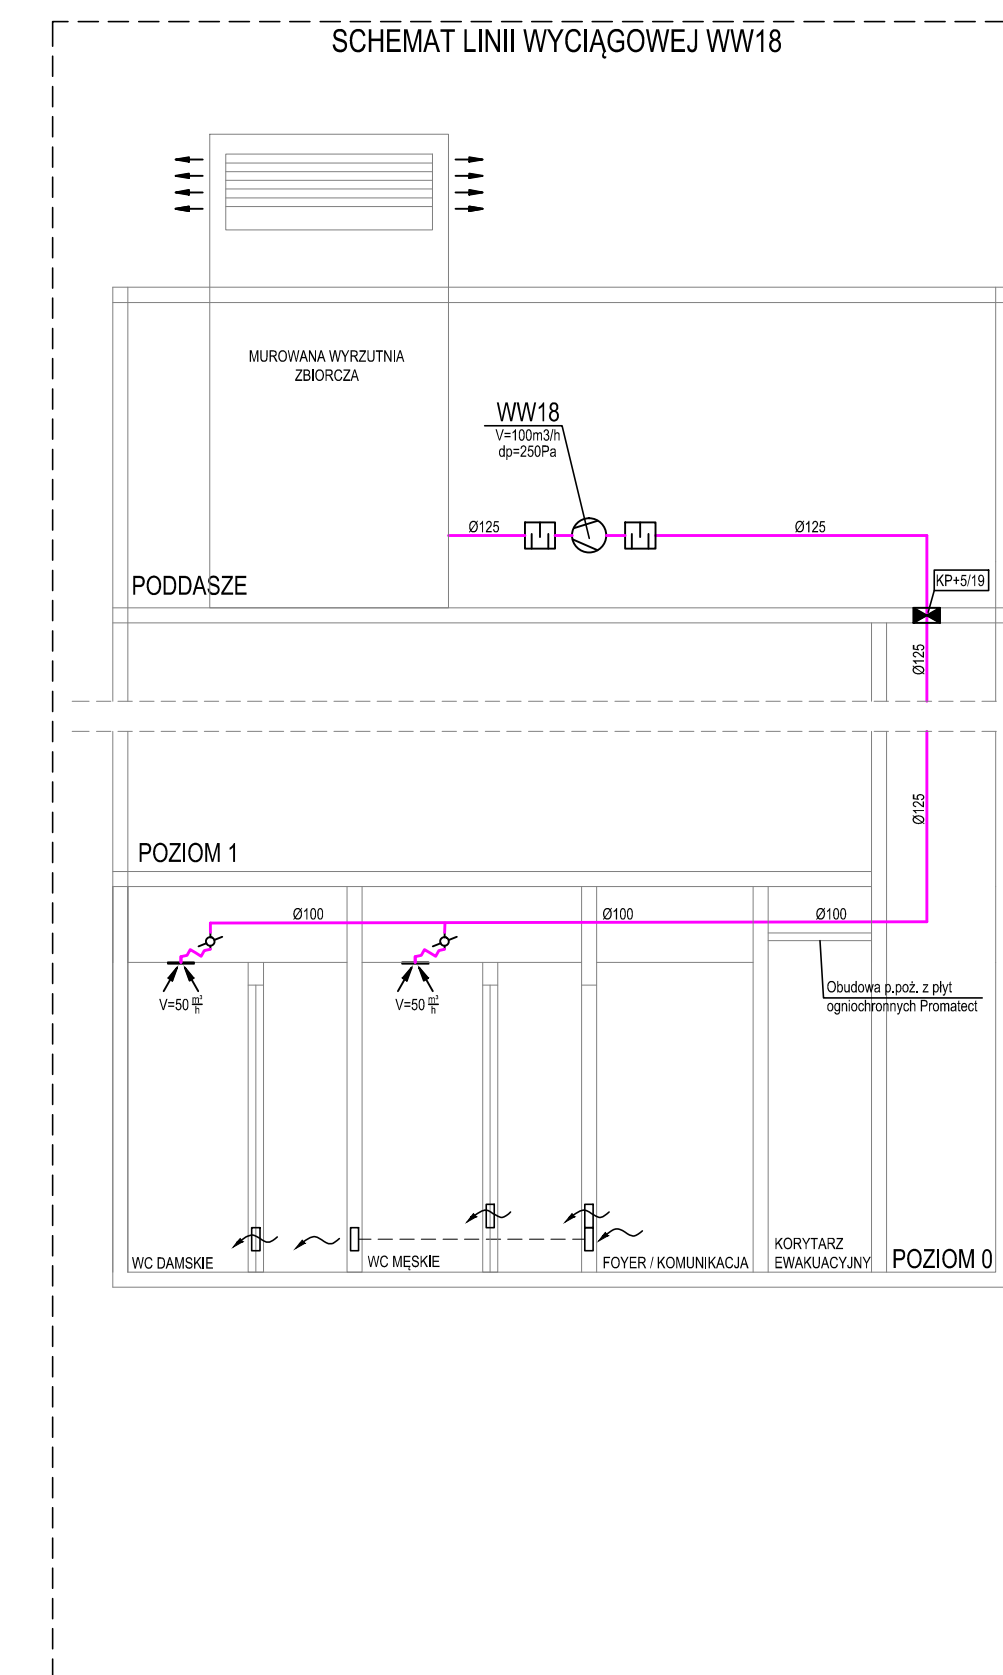 SCHEMAT LINII WYCIĄGOWEJ WW18
MUROWANA WYRZUTNIA
ZBIORCZA
WW18
V=100m3/h
dp=250Pa
Ø125
Ø125
PODDASZE
KP+5/19
Ø125
Ø125
POZIOM 1
Ø100
Ø100
Ø100
V=50 m³/h
V=50 m³/h
Obudowa p.poż. z płyt
ogniochronnych Promatect
WC DAMSKIE
WC MĘSKIE
FOYER / KOMUNIKACJA
KORYTARZ
EWAKUACYJNY
POZIOM 0